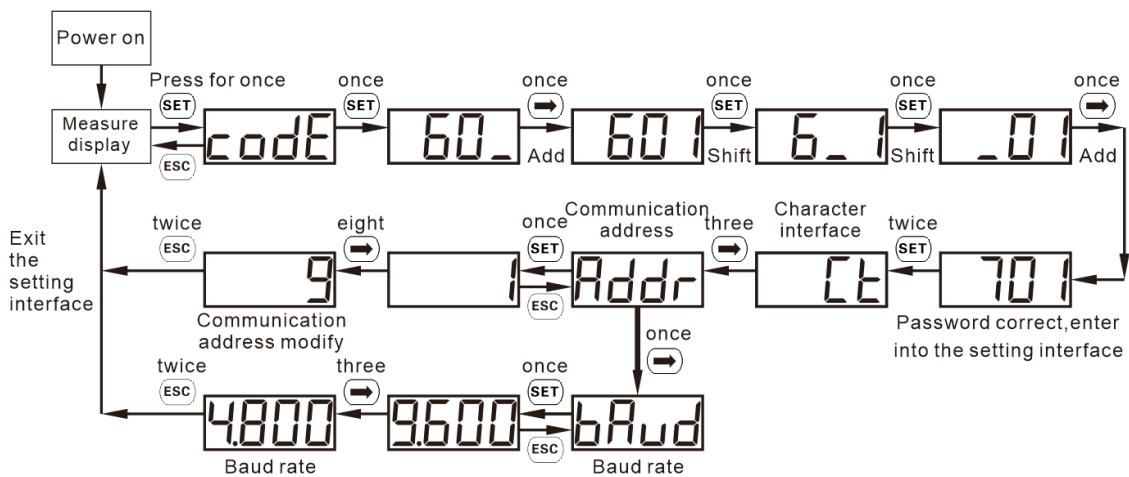 Power on
Press for once
once
once
once
once
once
SET
SET
➡
SET
SET
➡
Measure
display
codE
60_
601
6_1
_01
ESC
Add
Shift
Shift
Add
Communication
address
Character
interface
twice
eight
once
three
twice
ESC
➡
SET
➡
SET
Exit
the
setting
interface
9
1
Addr
Ct
701
ESC
Communication
address modify
Password correct,enter
into the setting interface
once
➡
twice
three
once
ESC
➡
SET
4.800
9.600
bAud
ESC
Baud rate
Baud rate